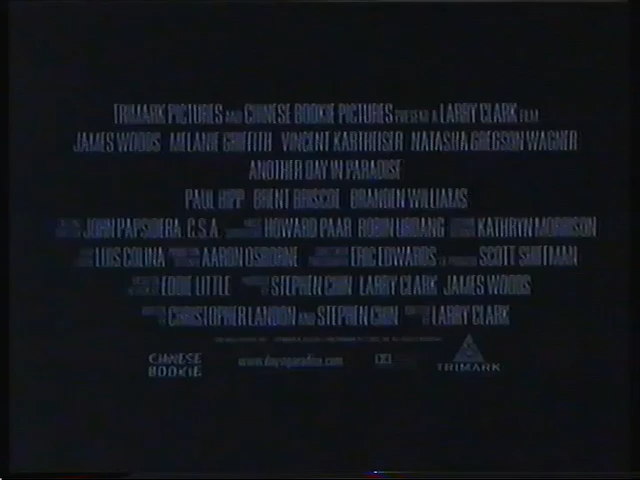 TRIMARK PICTURES AND CHINESE BOOKIE PICTURES PRESENT A LARRY CLARK FILM
JAMES WOODS MELANIE GRIFFITH VINCENT KARTHEISER NATASHA GREGSON WAGNER
ANOTHER DAY IN PARADISE
PAUL HIPP BRENT BRISCOE BRANDEN WILLIAMS
JOHN PAPSIDERA, C.S.A. HOWARD PAAR ROBIN URDANG KATHRYN MORRISON
LUIS COLINA AARON OSBORNE ERIC EDWARDS SCOTT SHIFFMAN
EDDIE LITTLE STEPHEN CHIN LARRY CLARK JAMES WOODS
CHRISTOPHER LANDON AND STEPHEN CHIN LARRY CLARK
CHINESE
BOOKIE
TRIMARK